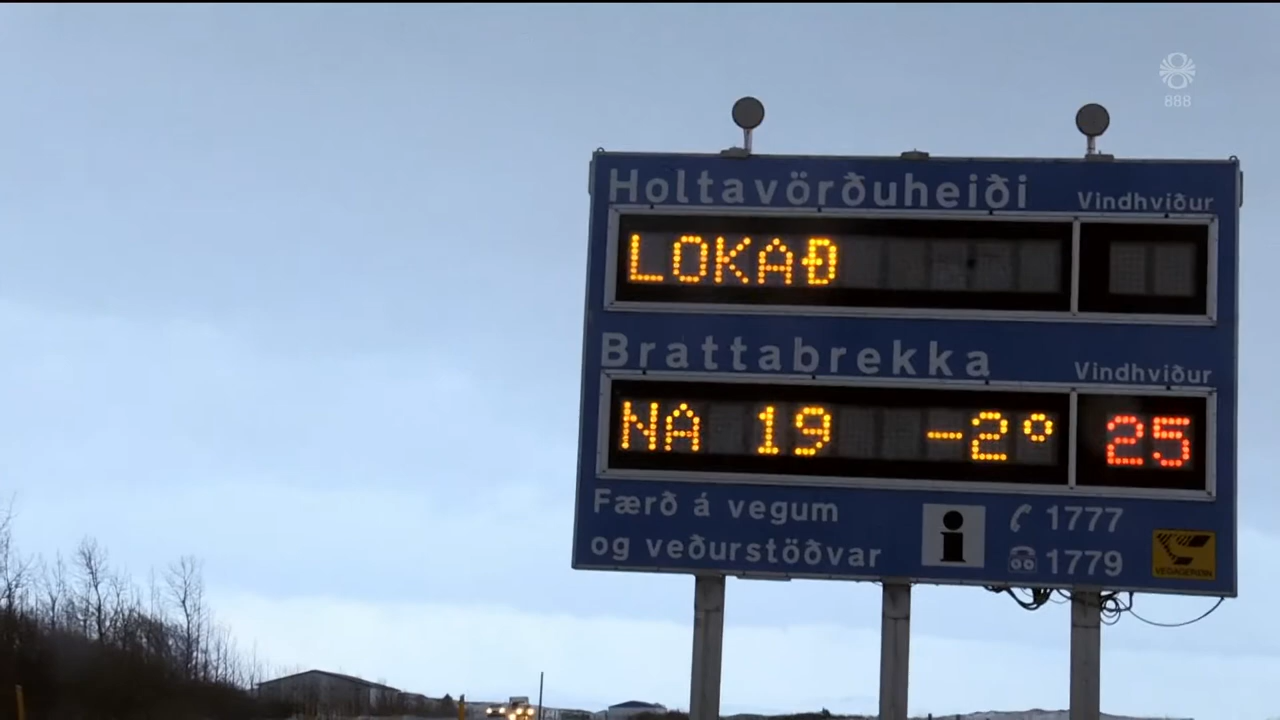 888
Holtavörðuheiði Vindhviður
LOKAÐ
Brattabrekka Vindhviður
NA 19 -2° 25
Færð á vegum
og veðurstöðvar
i
1777
1779
VEGAGERÐIN